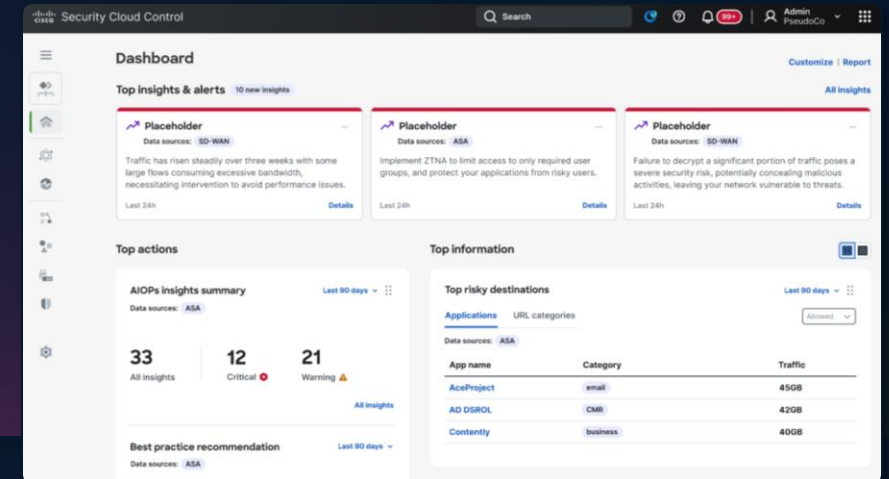 cisco Security Cloud Control
Search
99+
Admin
PseudoCo
Dashboard
Customize | Report
Top insights & alerts 10 new insights
All insights
Placeholder
Data sources: SD-WAN
Traffic has risen steadily over three weeks with some
large flows consuming excessive bandwidth,
necessitating intervention to avoid performance issues.
Last 24h Details
Placeholder
Data sources: ASA
Implement ZTNA to limit access to only required user
groups, and protect your applications from risky users.
Last 24h Details
Placeholder
Data sources: SD-WAN
Failure to decrypt a significant portion of traffic poses a
severe security risk, potentially concealing malicious
activities, leaving your network vulnerable to threats.
Last 24h Details
Top actions
AIOPs insights summary Last 90 days
Data sources: ASA
33 12 21
All insights Critical Warning
All insights
Best practice recommendation Last 90 days
Data sources: ASA
Top information
Top risky destinations Last 90 days
Applications URL categories Allowed
Data sources: ASA
App name Category Traffic
AceProject email 45GB
AD DSROL CMR 42GB
Contently business 40GB